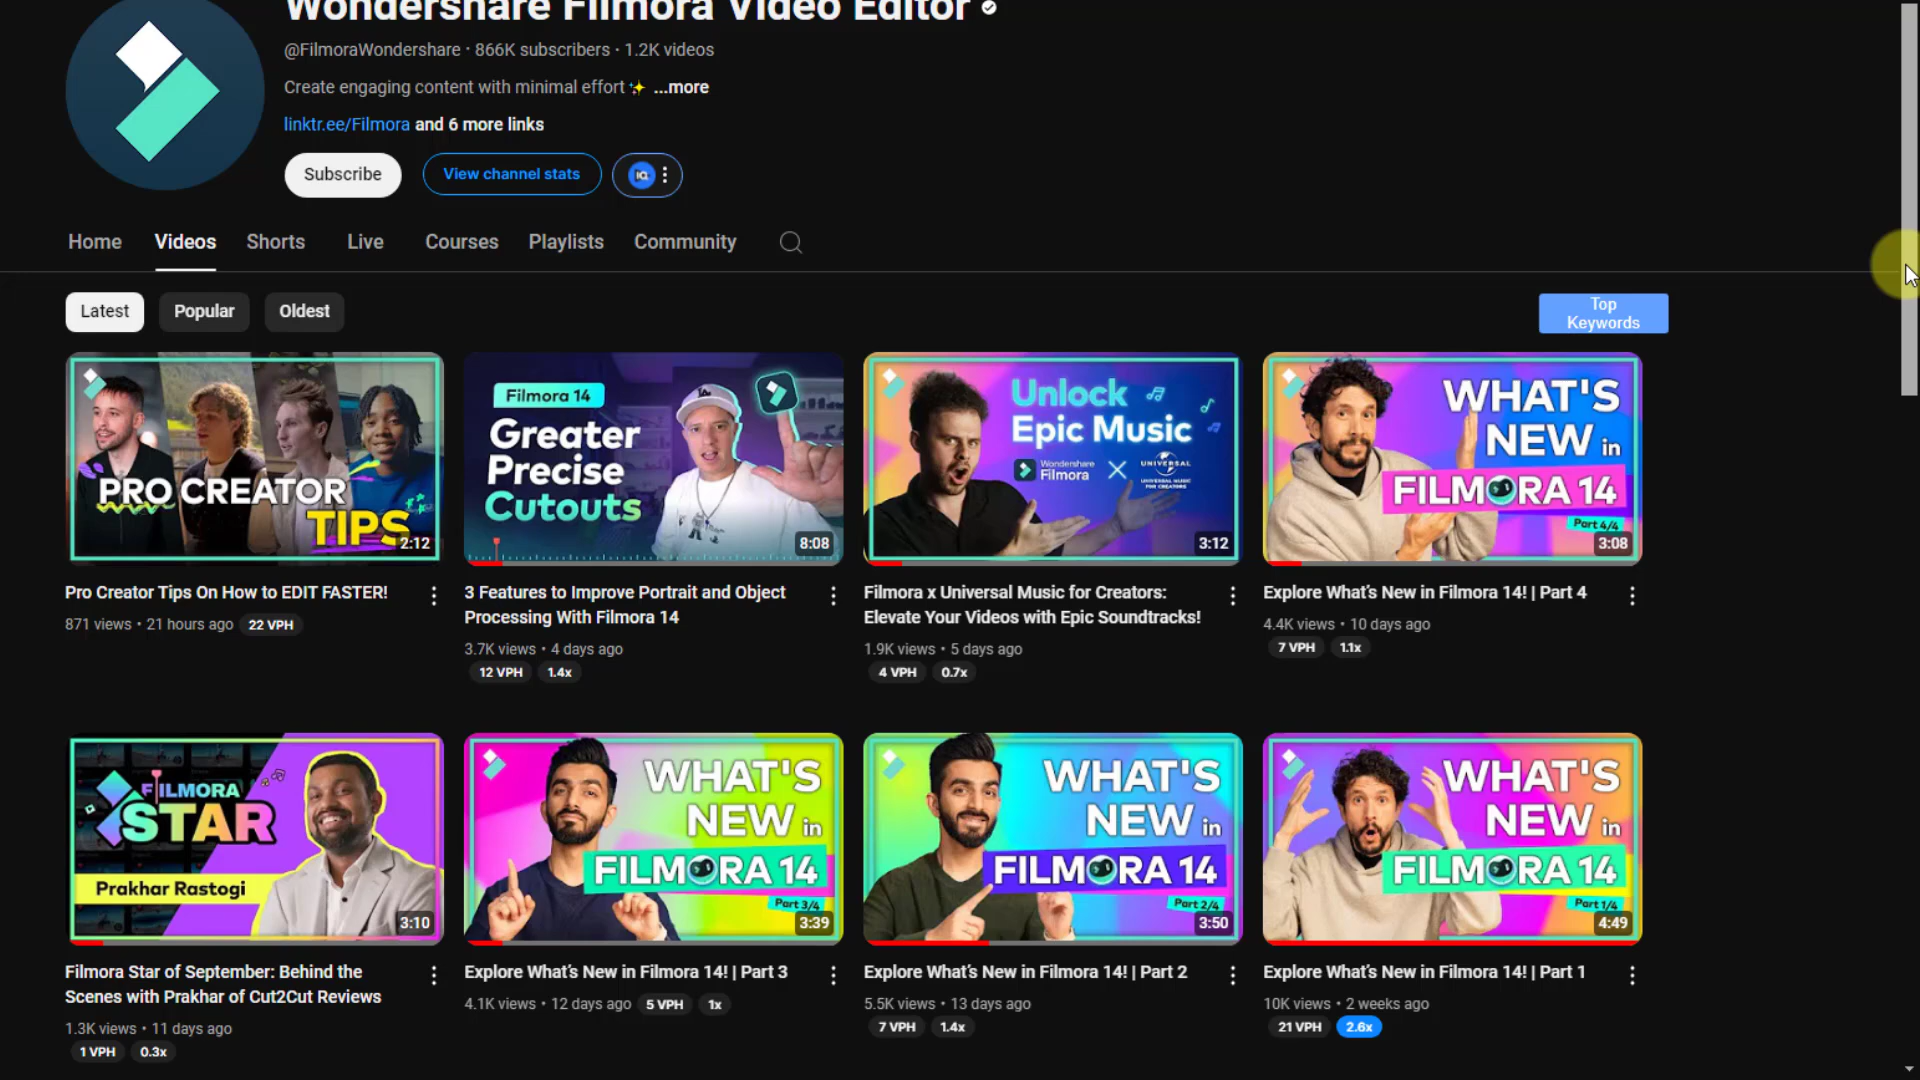 Wondershare Filmora Video Editor
@FilmoraWondershare · 866K subscribers · 1.2K videos
Create engaging content with minimal effort ✨ ...more
linktr.ee/Filmora and 6 more links
Subscribe
View channel stats
IQ
Home
Videos
Shorts
Live
Courses
Playlists
Community
Latest
Popular
Oldest
Top
Keywords
PRO CREATOR
TIPS
2:12
Filmora 14
Greater
Precise
Cutouts
8:08
Unlock
Epic Music
Wondershare
Filmora
X
UNIVERSAL
UNIVERSAL MUSIC
FOR CREATORS
3:12
WHAT'S
NEW in
FILMORA 14
Part 4/4
3:08
Pro Creator Tips On How to EDIT FASTER!
871 views • 21 hours ago 22 VPH
3 Features to Improve Portrait and Object
Processing With Filmora 14
3.7K views • 4 days ago
12 VPH 1.4x
Filmora x Universal Music for Creators:
Elevate Your Videos with Epic Soundtracks!
1.9K views • 5 days ago
4 VPH 0.7x
Explore What's New in Filmora 14! | Part 4
4.4K views • 10 days ago
7 VPH 1.1x
FILMORA
STAR
Prakhar Rastogi
3:10
WHAT'S
NEW in
FILMORA 14
Part 3/4
3:39
WHAT'S
NEW in
FILMORA 14
Part 2/4
3:50
WHAT'S
NEW in
FILMORA 14
Part 1/4
4:49
Filmora Star of September: Behind the
Scenes with Prakhar of Cut2Cut Reviews
1.3K views • 11 days ago
1 VPH 0.3x
Explore What's New in Filmora 14! | Part 3
4.1K views • 12 days ago 5 VPH 1x
Explore What's New in Filmora 14! | Part 2
5.5K views • 13 days ago
7 VPH 1.4x
Explore What's New in Filmora 14! | Part 1
10K views • 2 weeks ago
21 VPH 2.6x